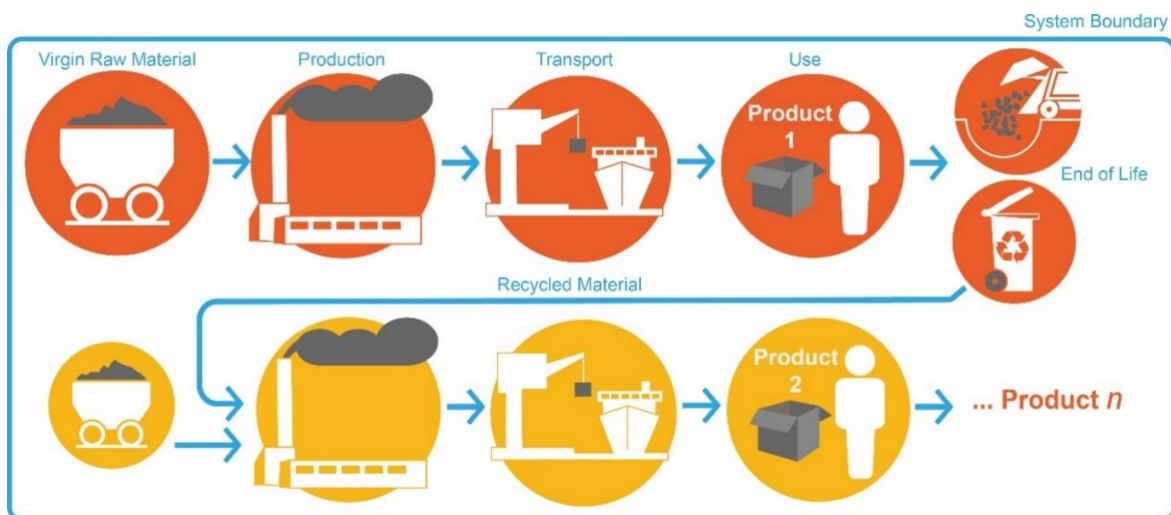 System Boundary
Virgin Raw Material
Production
Transport
Use
Product
1
End of Life
Recycled Material
Product
2
... Product n